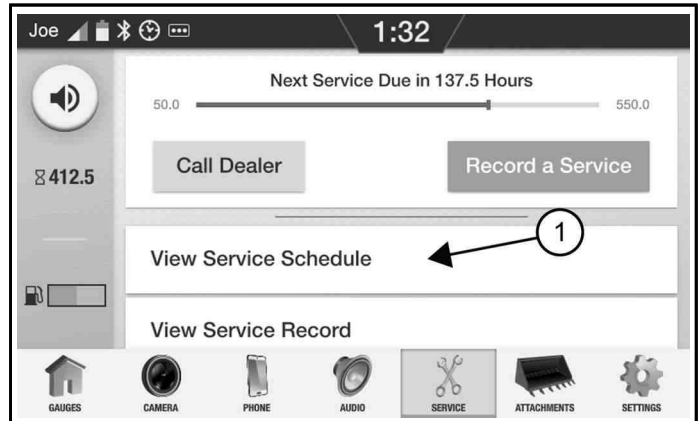 Joe 1:32
Next Service Due in 137.5 Hours
50.0 550.0
Call Dealer Record a Service
412.5
1
View Service Schedule
View Service Record
GAUGES CAMERA PHONE AUDIO SERVICE ATTACHMENTS SETTINGS